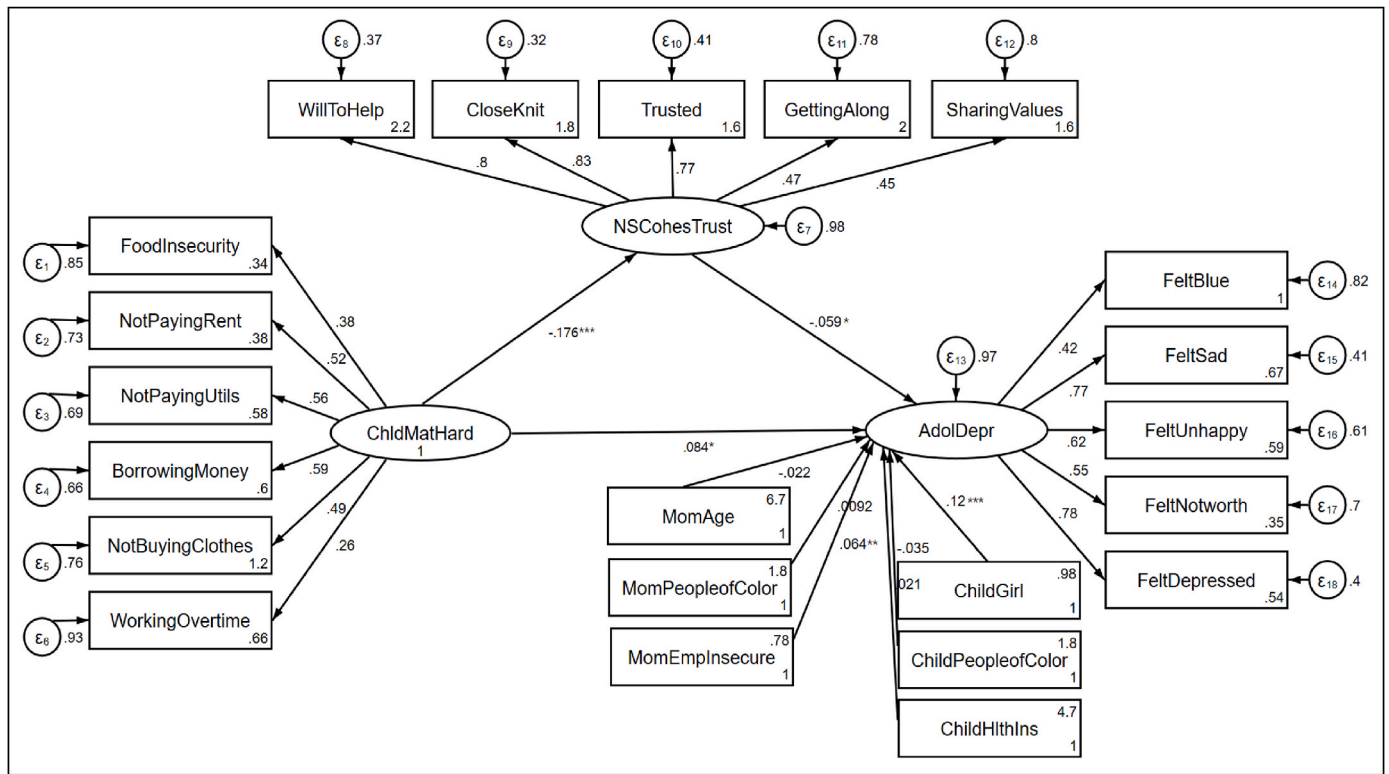 ε8 .37
ε9 .32
ε10 .41
ε11 .78
ε12 .8
WillToHelp 2.2
CloseKnit 1.8
Trusted 1.6
GettingAlong 2
SharingValues 1.6
.8
.83
.77
.47
.45
NSCohesTrust
ε7 .98
ε1 .85
FoodInsecurity .34
ε2 .73
NotPayingRent .38
ε3 .69
NotPayingUtils .58
ε4 .66
BorrowingMoney .6
ε5 .76
NotBuyingClothes 1.2
ε6 .93
WorkingOvertime .66
.38
.52
.56
.59
.49
.26
ChldMatHard
1
-.176***
-.059*
.084*
ε13 .97
AdolDepr
.42
.77
.62
.55
.78
FeltBlue 1
ε14 .82
FeltSad .67
ε15 .41
FeltUnhappy .59
ε16 .61
FeltNotworth .35
ε17 .7
FeltDepressed .54
ε18 .4
-.022
.0092
.064**
.12***
-.035
021
MomAge 6.7
1
MomPeopleofColor 1.8
1
MomEmpInsecure .78
1
ChildGirl .98
1
ChildPeopleofColor 1.8
1
ChildHlthIns 4.7
1